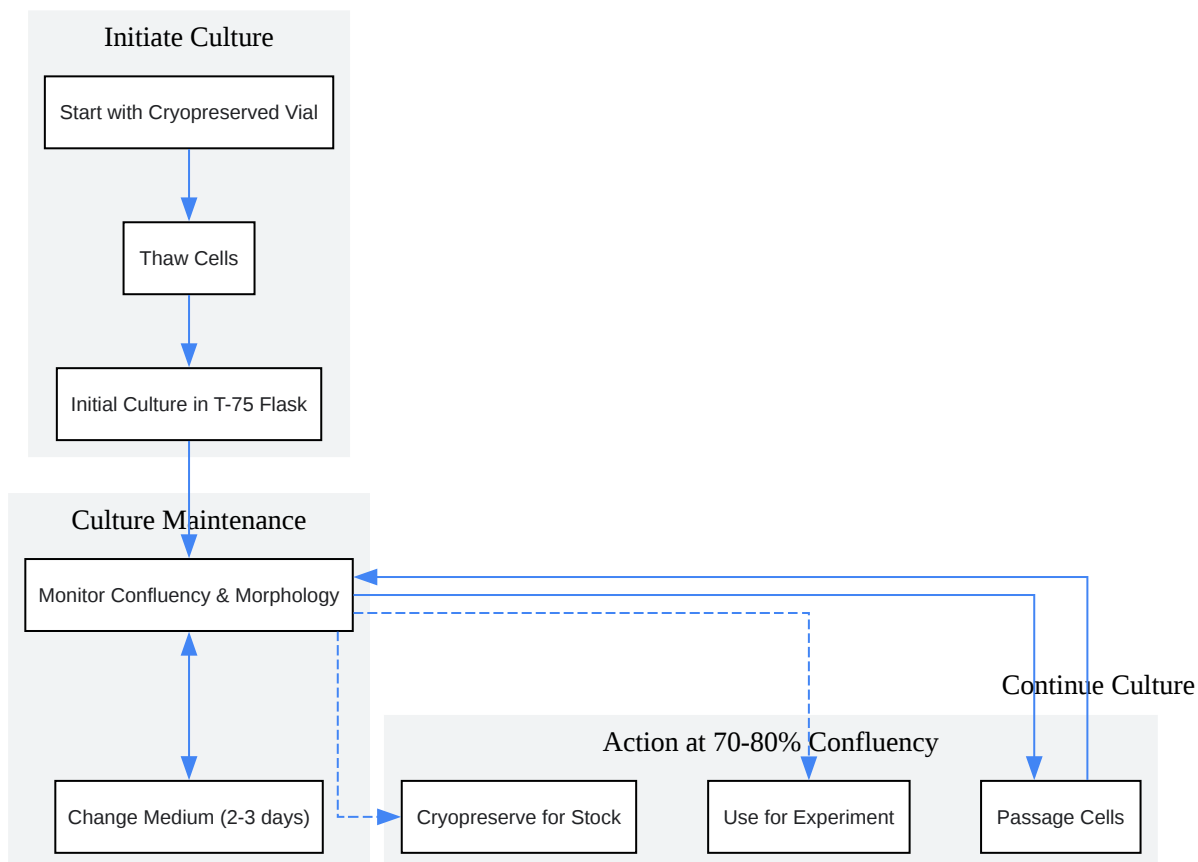 Initiate Culture
Start with Cryopreserved Vial
Thaw Cells
Initial Culture in T-75 Flask
Culture Maintenance
Monitor Confluency & Morphology
Change Medium (2-3 days)
Continue Culture
Action at 70-80% Confluency
Cryopreserve for Stock
Use for Experiment
Passage Cells